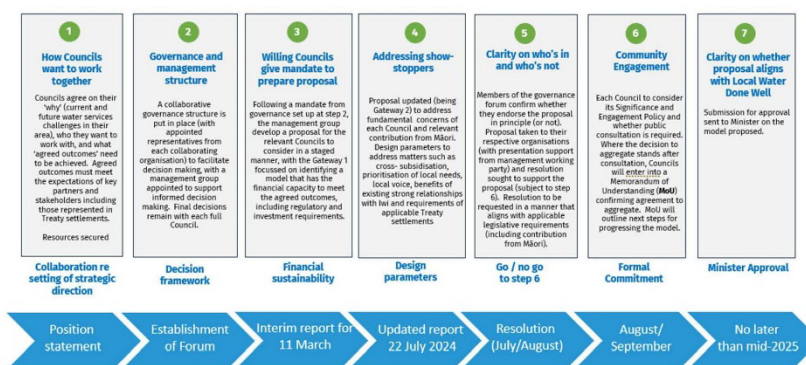 1
How Councils
want to work
together
Councils agree on their
'why' (current and
future water services
challenges in their
area), who they want to
work with, and what
'agreed outcomes' need
to be achieved. Agreed
outcomes must meet the
expectations of key
partners and
stakeholders including
those represented in
Treaty settlements.
Resources secured
Collaboration re
setting of strategic
direction
Position
statement
2
Governance and
management
structure
A collaborative
governance structure is
put in place (with
appointed
representatives from
each collaborating
organisation) to facilitate
decision making, with a
management group
appointed to support
informed decision
making. Final decisions
remain with each full
Council.
Decision
framework
Establishment
of Forum
3
Willing Councils
give mandate to
prepare proposal
Following a mandate from
governance set up at step 2,
the management group
develop a proposal for the
relevant Councils to
consider in a staged
manner, with the Gateway 1
focussed on identifying a
model that has the
financial capacity to meet
the agreed outcomes,
including regulatory and
investment requirements.
Financial
sustainability
Interim report for
11 March
4
Addressing show-
stoppers
Proposal updated (being
Gateway 2) to address
fundamental concerns of
each Council and relevant
contribution from Māori.
Design parameters to
address matters such as
cross- subsidisation,
prioritisation of local needs,
local voice, benefits of
existing strong relationships
with Iwi and requirements
of applicable Treaty
settlements
Design
parameters
Updated report
22 July 2024
5
Clarity on who's in
and who's not
Members of the governance
forum confirm whether
they endorse the proposal
in principle (or not).
Proposal taken to their
respective organisations
(with presentation support
from management working
party) and resolution
sought to support the
proposal (subject to step
6). Resolution to be
requested in a manner that
aligns with applicable
legislative requirements
(including contribution
from Māori).
Go / no go
to step 6
Resolution
(July/August)
6
Community
Engagement
Each Council to consider
its Significance and
Engagement Policy and
whether public
consultation is required.
Where the decision to
aggregate stands after
consultation, Councils
will enter into a
Memorandum of
Understanding (MoU)
confirming agreement to
aggregate. MoU will
outline next steps for
progressing the model.
Formal
Commitment
August/
September
7
Clarity on whether
proposal aligns
with Local Water
Done Well
Submission for approval
sent to Minister on the
model proposed.
Minister Approval
No later
than mid-2025